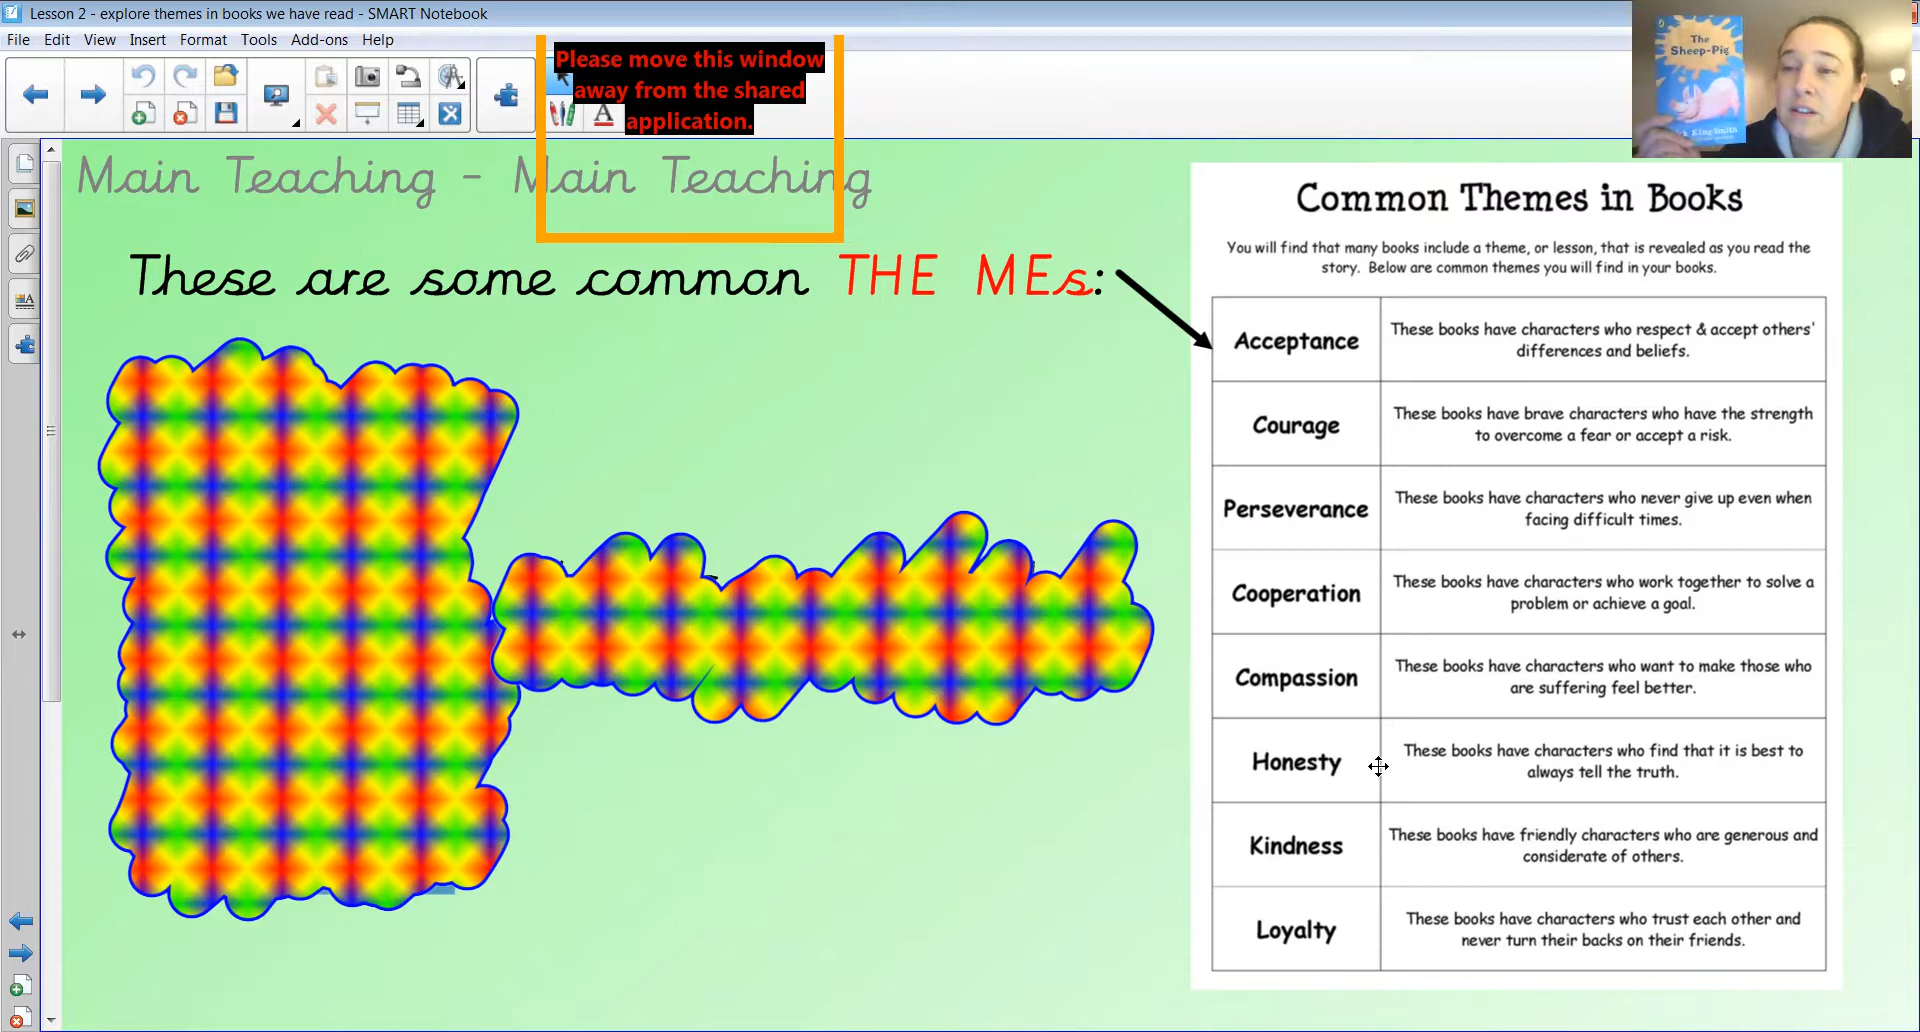 Lesson 2 - explore themes in books we have read - SMART Notebook
File Edit View Insert Format Tools Add-ons Help
Please move this window
away from the shared
application.
The
Sheep-Pig
King-Smith
Main Teaching - Main Teaching
These are some common THE MEs:
Common Themes in Books
You will find that many books include a theme, or lesson, that is revealed as you read the
story. Below are common themes you will find in your books.
Acceptance
These books have characters who respect & accept others'
differences and beliefs.
Courage
These books have brave characters who have the strength
to overcome a fear or accept a risk.
Perseverance
These books have characters who never give up even when
facing difficult times.
Cooperation
These books have characters who work together to solve a
problem or achieve a goal.
Compassion
These books have characters who want to make those who
are suffering feel better.
Honesty
These books have characters who find that it is best to
always tell the truth.
Kindness
These books have friendly characters who are generous and
considerate of others.
Loyalty
These books have characters who trust each other and
never turn their backs on their friends.